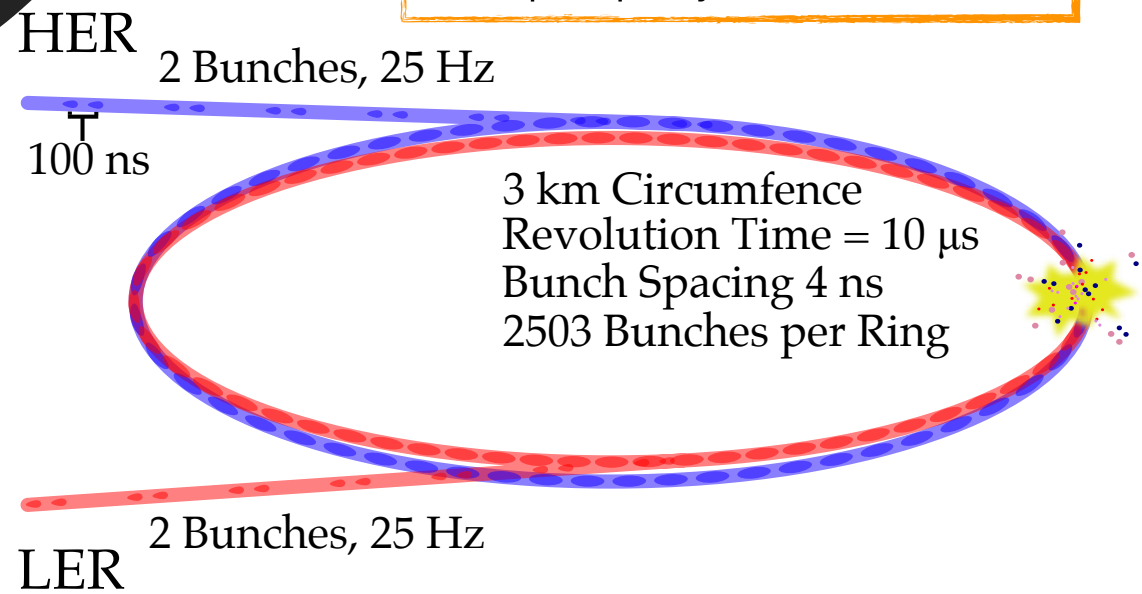 HER
2 Bunches, 25 Hz
100 ns
3 km Circumfence
Revolution Time = 10 μs
Bunch Spacing 4 ns
2503 Bunches per Ring
2 Bunches, 25 Hz
LER